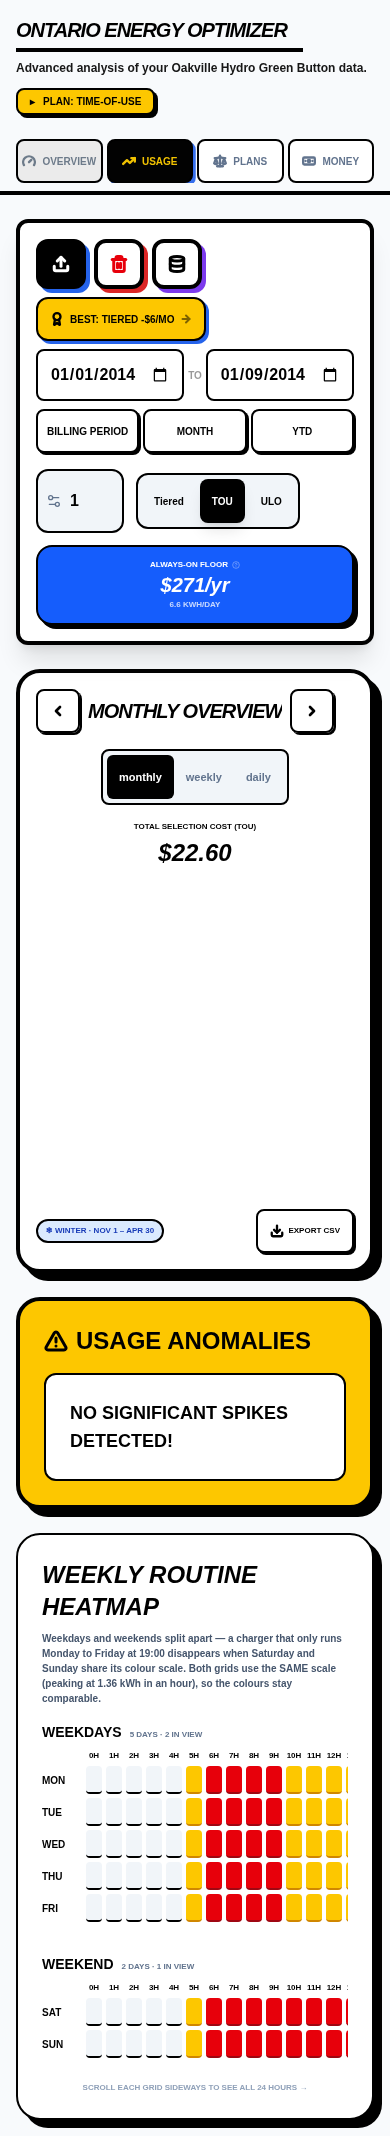 ONTARIO ENERGY OPTIMIZER
Advanced analysis of your Oakville Hydro Green Button data.
► PLAN: TIME-OF-USE
OVERVIEW USAGE PLANS MONEY
BEST: TIERED -$6/MO →
01/01/2014 TO 01/09/2014
BILLING PERIOD MONTH YTD
1 Tiered TOU ULO
ALWAYS-ON FLOOR
$271/yr
6.6 KWH/DAY
MONTHLY OVERVIEW
monthly weekly daily
TOTAL SELECTION COST (TOU)
$22.60
❄ WINTER · NOV 1 – APR 30
EXPORT CSV
USAGE ANOMALIES
NO SIGNIFICANT SPIKES
DETECTED!
WEEKLY ROUTINE
HEATMAP
Weekdays and weekends split apart — a charger that only runs
Monday to Friday at 19:00 disappears when Saturday and
Sunday share its colour scale. Both grids use the SAME scale
(peaking at 1.36 kWh in an hour), so the colours stay
comparable.
WEEKDAYS 5 DAYS · 2 IN VIEW
0H 1H 2H 3H 4H 5H 6H 7H 8H 9H 10H 11H 12H
MON
TUE
WED
THU
FRI
WEEKEND 2 DAYS · 1 IN VIEW
0H 1H 2H 3H 4H 5H 6H 7H 8H 9H 10H 11H 12H
SAT
SUN
SCROLL EACH GRID SIDEWAYS TO SEE ALL 24 HOURS →